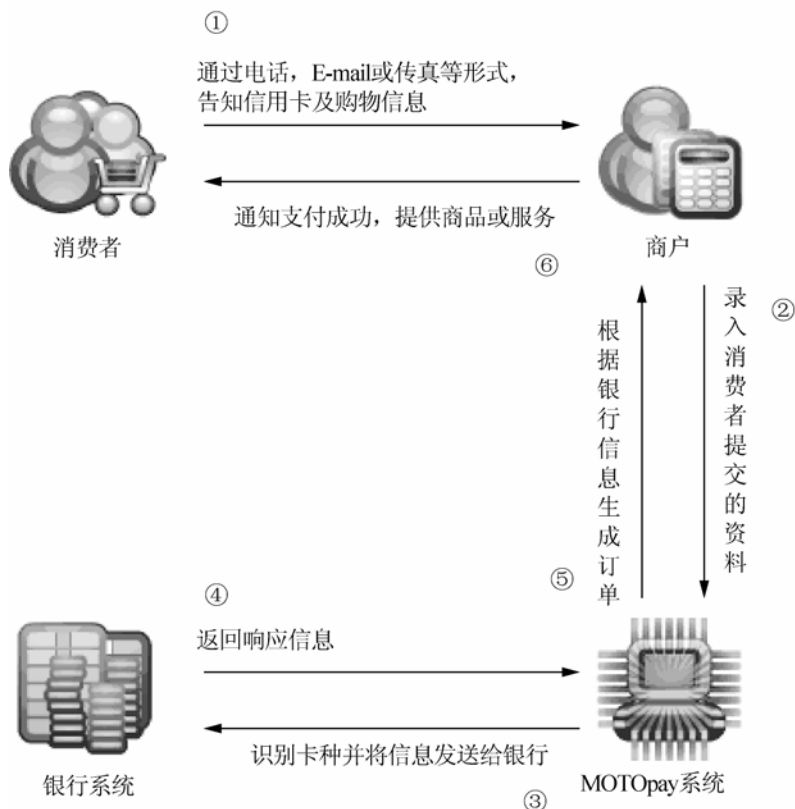 ①
通过电话，E-mail或传真等形式，
告知信用卡及购物信息
通知支付成功，提供商品或服务
消费者
商户
⑥
②
录入消费者提交的资料
根据银行信息生成订单
⑤
④
返回响应信息
识别卡种并将信息发送给银行
银行系统
MOTOpay系统
③